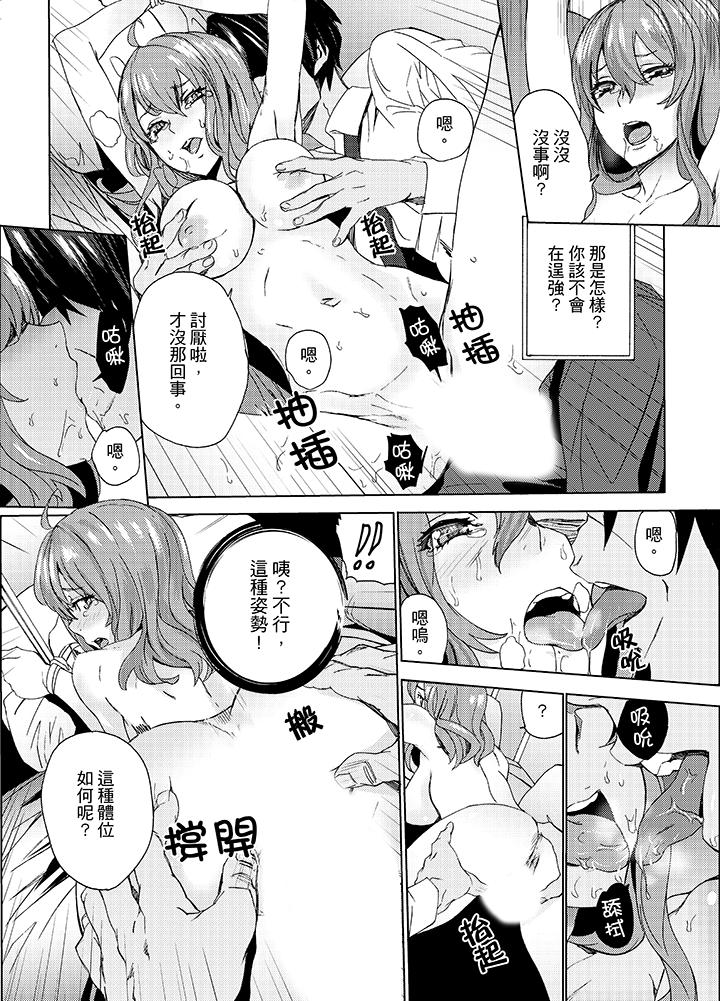 沒沒
沒事啊？
那是怎樣？
你該不會
在逞強？
嗯。
抬起
抬起
討厭啦，
才沒那回事。
嗯。
咕啾
抽插
抽插
咕啾
咕啾
嗯。
嗯。
嗯嗚。
吸吮
吸吮
舔拭
？
抬起
!!
咦？不行，
這種姿勢！
搬
撐開
這種體位
如何呢？